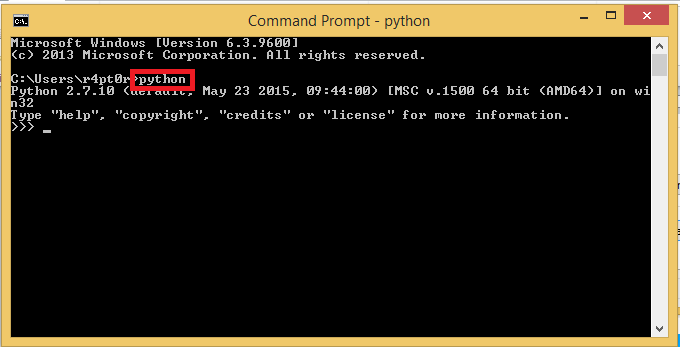 Command Prompt - python
Microsoft Windows [Version 6.3.9600]
(c) 2013 Microsoft Corporation. All rights reserved.
C:\Users\r4pt0r>python
Python 2.7.10 (default, May 23 2015, 09:44:00) [MSC v.1500 64 bit (AMD64)] on wi
n32
Type "help", "copyright", "credits" or "license" for more information.
>>> _